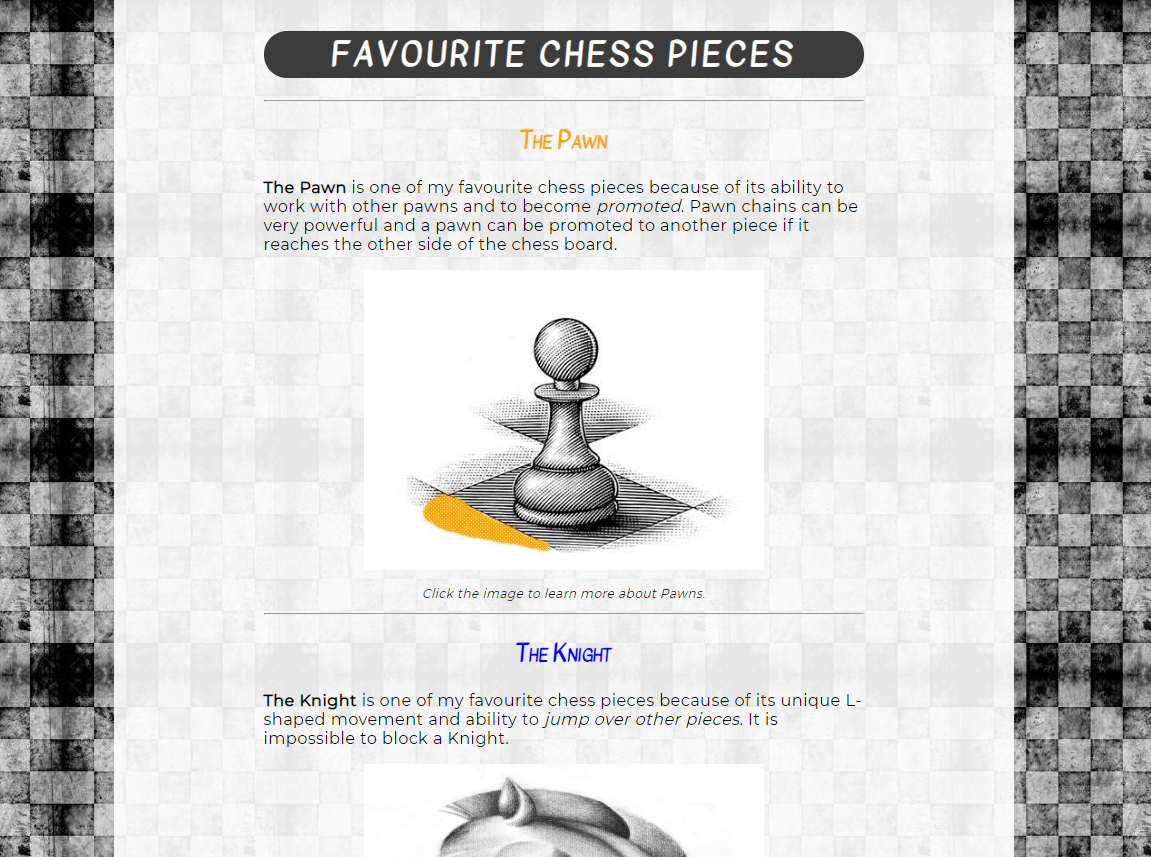 FAVOURITE CHESS PIECES
The Pawn
The Pawn is one of my favourite chess pieces because of its ability to
work with other pawns and to become promoted. Pawn chains can be
very powerful and a pawn can be promoted to another piece if it
reaches the other side of the chess board.
Click the image to learn more about Pawns.
The Knight
The Knight is one of my favourite chess pieces because of its unique L-
shaped movement and ability to jump over other pieces. It is
impossible to block a Knight.